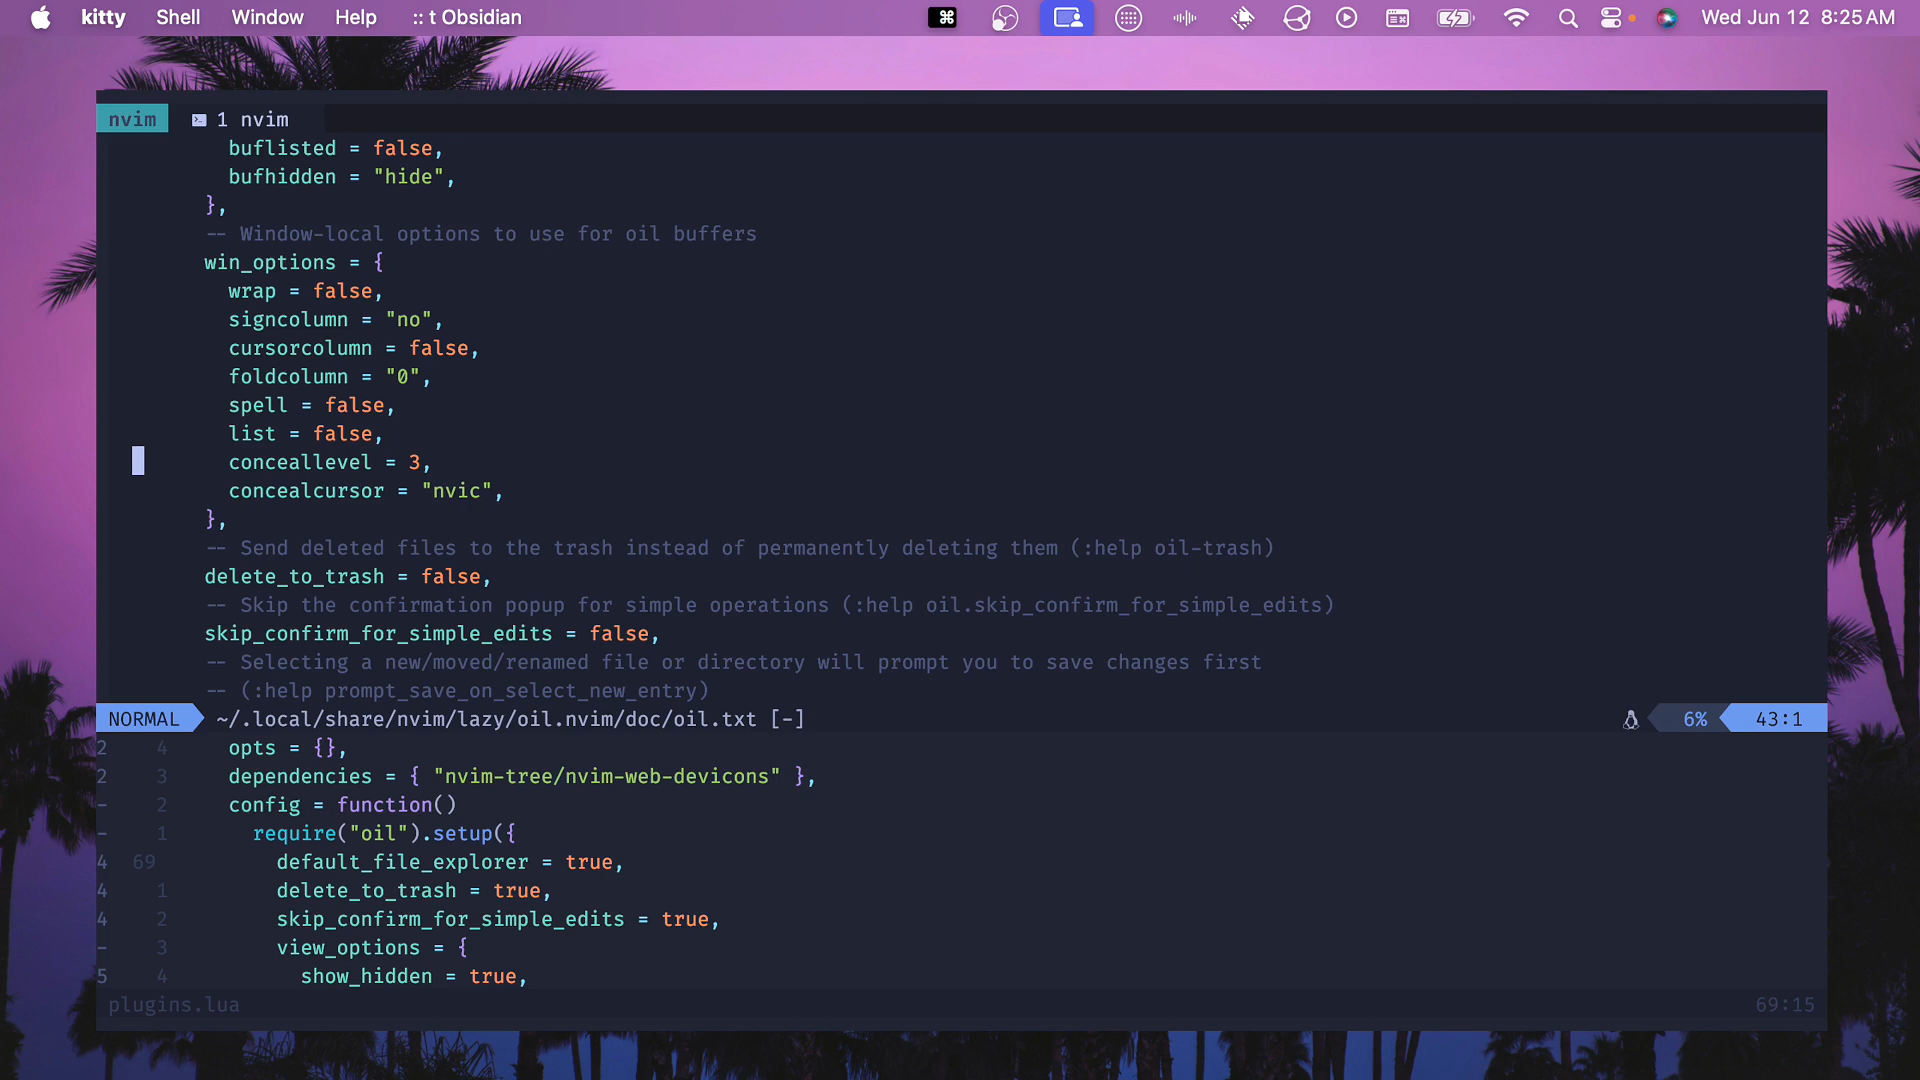 kitty Shell Window Help :: t Obsidian Wed Jun 12 8:25 AM
nvim 1 nvim
buflisted = false,
bufhidden = "hide",
},
-- Window-local options to use for oil buffers
win_options = {
wrap = false,
signcolumn = "no",
cursorcolumn = false,
foldcolumn = "0",
spell = false,
list = false,
conceallevel = 3,
concealcursor = "nvic",
},
-- Send deleted files to the trash instead of permanently deleting them (:help oil-trash)
delete_to_trash = false,
-- Skip the confirmation popup for simple operations (:help oil.skip_confirm_for_simple_edits)
skip_confirm_for_simple_edits = false,
-- Selecting a new/moved/renamed file or directory will prompt you to save changes first
-- (:help prompt_save_on_select_new_entry)
NORMAL ~/.local/share/nvim/lazy/oil.nvim/doc/oil.txt [-] 6% 43:1
2 4 opts = {},
2 3 dependencies = { "nvim-tree/nvim-web-devicons" },
- 2 config = function()
- 1 require("oil").setup({
4 69 default_file_explorer = true,
4 1 delete_to_trash = true,
4 2 skip_confirm_for_simple_edits = true,
- 3 view_options = {
5 4 show_hidden = true,
plugins.lua 69:15